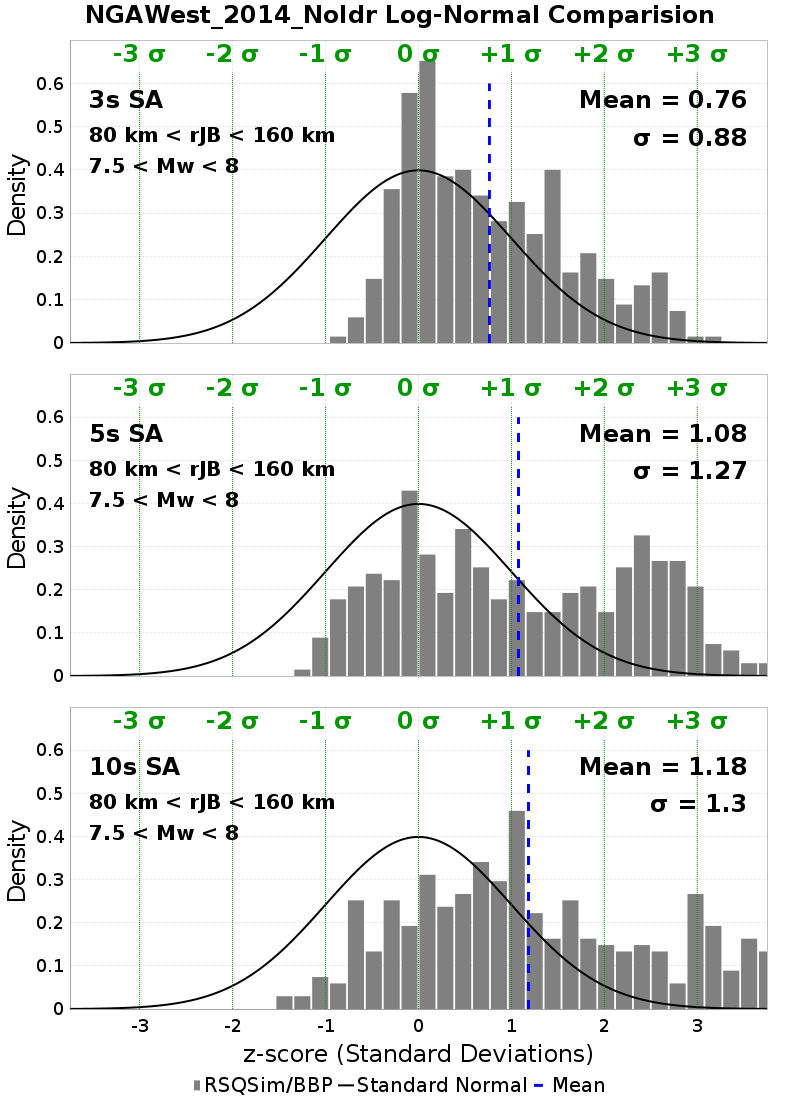 NGAWest_2014_NoIdr Log-Normal Comparision
-3 σ -2 σ -1 σ 0 σ +1 σ +2 σ +3 σ
3s SA
80 km < rJB < 160 km
7.5 < Mw < 8
Mean = 0.76
σ = 0.88
Density
0.6
0.5
0.4
0.3
0.2
0.1
0
-3 σ -2 σ -1 σ 0 σ +1 σ +2 σ +3 σ
5s SA
80 km < rJB < 160 km
7.5 < Mw < 8
Mean = 1.08
σ = 1.27
Density
0.6
0.5
0.4
0.3
0.2
0.1
0
-3 σ -2 σ -1 σ 0 σ +1 σ +2 σ +3 σ
10s SA
80 km < rJB < 160 km
7.5 < Mw < 8
Mean = 1.18
σ = 1.3
Density
0.6
0.5
0.4
0.3
0.2
0.1
0
-3 -2 -1 0 1 2 3
z-score (Standard Deviations)
RSQSim/BBP Standard Normal Mean